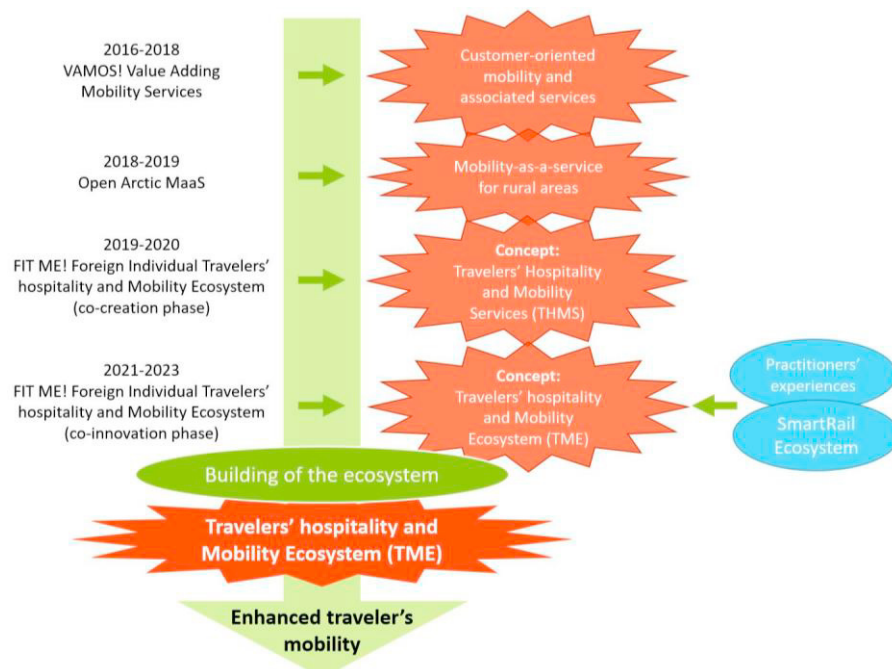 2016-2018
VAMOS! Value Adding
Mobility Services
Customer-oriented
mobility and
associated services
2018-2019
Open Arctic MaaS
Mobility-as-a-service
for rural areas
2019-2020
FIT ME! Foreign Individual Travelers’
hospitality and Mobility Ecosystem
(co-creation phase)
Concept:
Travelers’ Hospitality
and Mobility
Services (THMS)
2021-2023
FIT ME! Foreign Individual Travelers’
hospitality and Mobility Ecosystem
(co-innovation phase)
Concept:
Travelers’ hospitality
and Mobility
Ecosystem (TME)
Practitioners’
experiences
SmartRail
Ecosystem
Building of the ecosystem
Travelers’ hospitality and
Mobility Ecosystem (TME)
Enhanced traveler’s
mobility